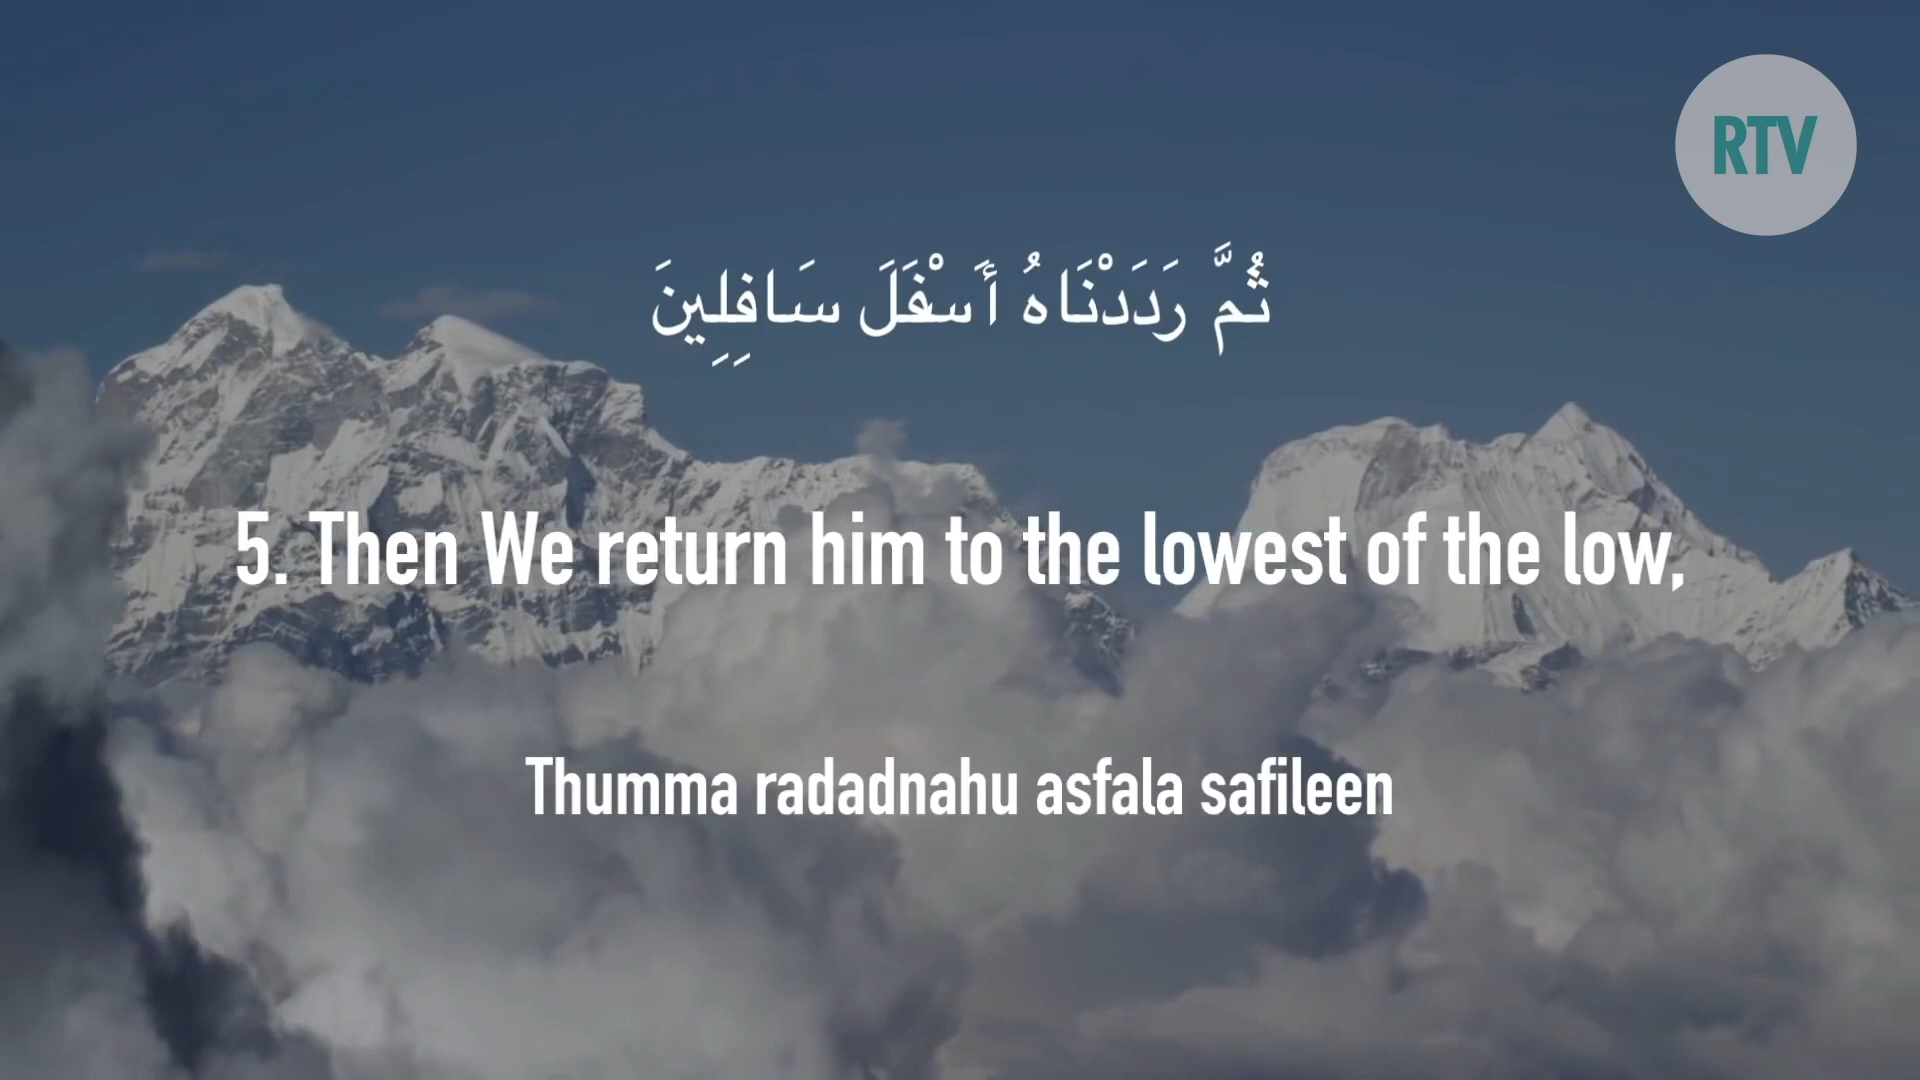 RTV
ثُمَّ رَدَدْنَاهُ أَسْفَلَ سَافِلِينَ
5. Then We return him to the lowest of the low,
Thumma radadnahu asfala safileen